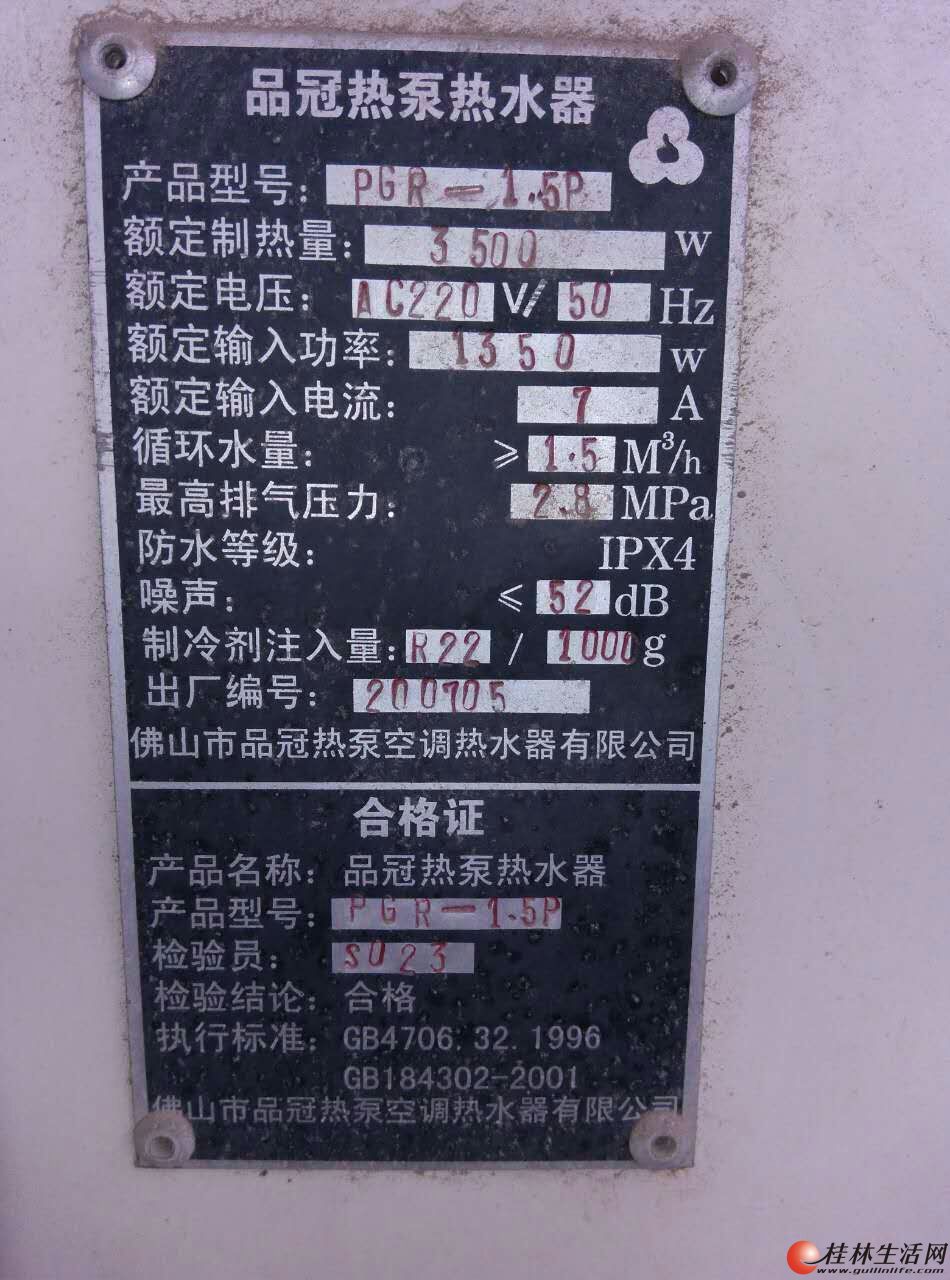 品冠热泵热水器
产品型号: PGR-1.5P
额定制热量: 3500 W
额定电压: AC220 V/ 50 Hz
额定输入功率: 1350 W
额定输入电流: 7 A
循环水量: ≥ 1.5 M³/h
最高排气压力: 2.8 MPa
防水等级: IPX4
噪声: ≤ 52 dB
制冷剂注入量: R22 / 1000 g
出厂编号: 200705
佛山市品冠热泵空调热水器有限公司
合格证
产品名称: 品冠热泵热水器
产品型号: PGR-1.5P
检验员: S023
检验结论: 合格
执行标准: GB4706.32.1996
GB184302-2001
佛山市品冠热泵空调热水器有限公司
桂林生活网
www.guilinlife.com